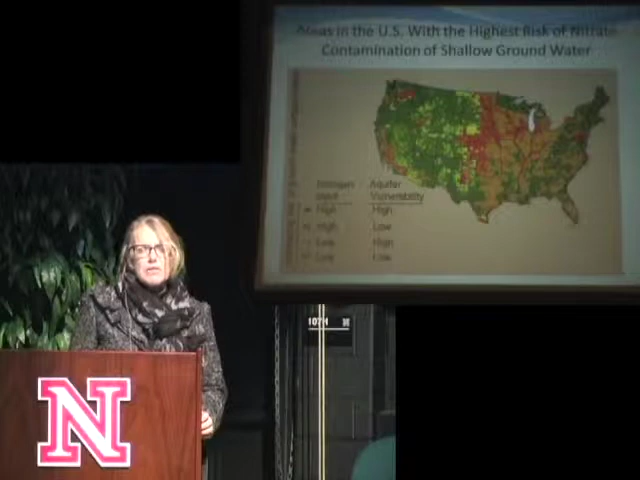 Areas in the U.S. With the Highest Risk of Nitrate
Contamination of Shallow Ground Water
Nitrogen Aquifer
Input Vulnerability
High High
High Low
Low High
Low Low
107H
N